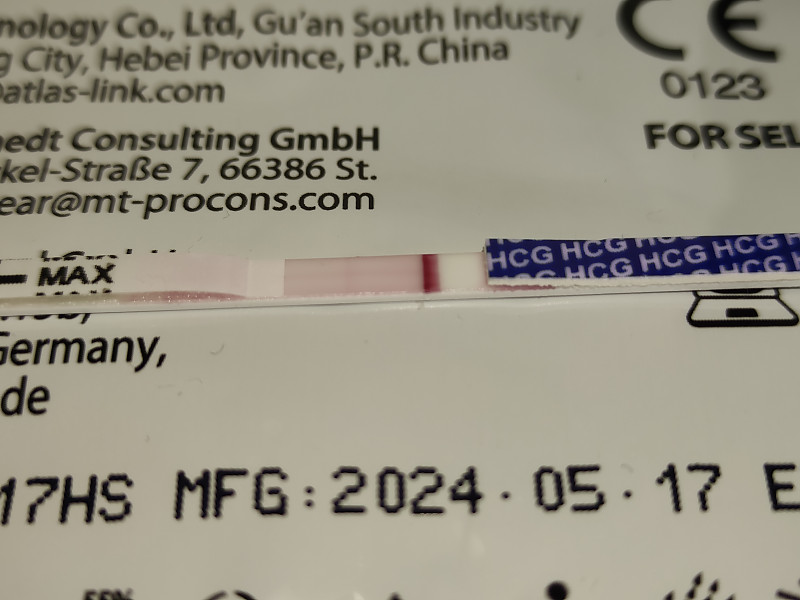 nology Co., Ltd, Gu'an South Industry
g City, Hebei Province, P.R. China
@atlas-link.com
CE
0123
edt Consulting GmbH
FOR SEL
kel-Straße 7, 66386 St.
ear@mt-procons.com
HCG HCG HCG HCG
HCG HCG HCG
MAX
Germany,
de
17HS MFG:2024.05.17 E